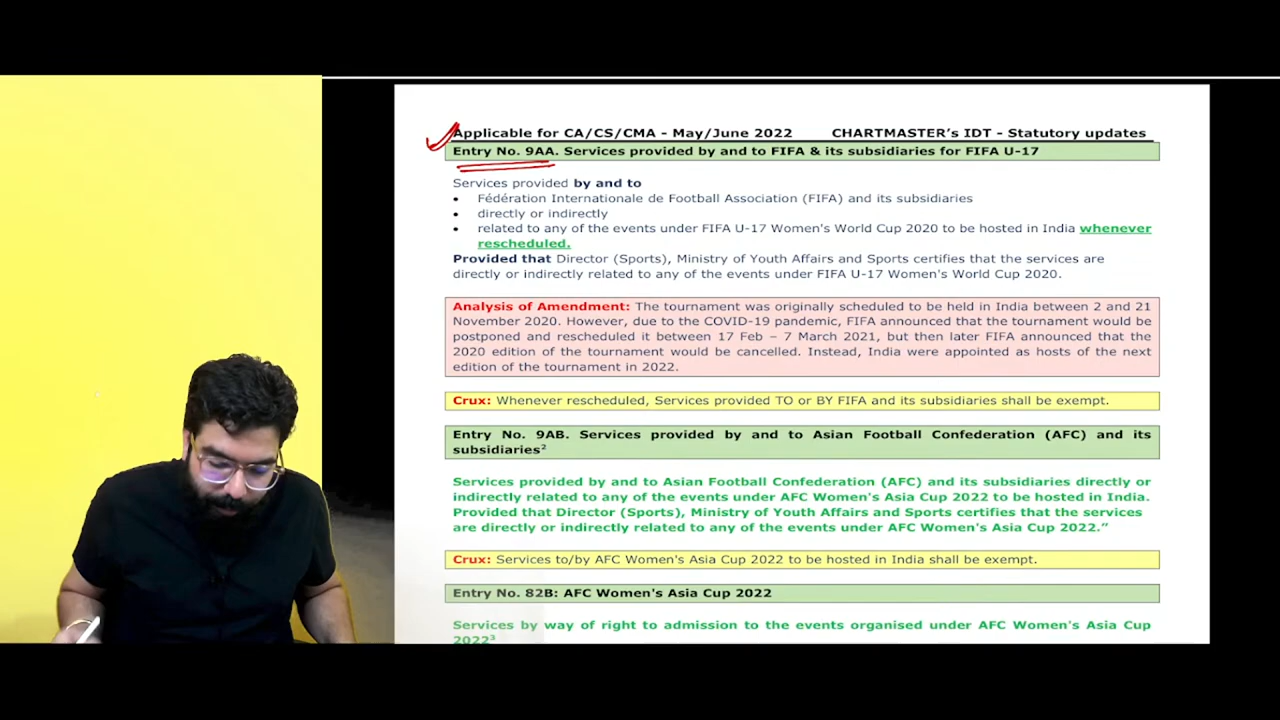 Applicable for CA/CS/CMA - May/June 2022 CHARTMASTER's IDT - Statutory updates
Entry No. 9AA. Services provided by and to FIFA & its subsidiaries for FIFA U-17
Services provided by and to
• Fédération Internationale de Football Association (FIFA) and its subsidiaries
• directly or indirectly
• related to any of the events under FIFA U-17 Women's World Cup 2020 to be hosted in India whenever
rescheduled.
Provided that Director (Sports), Ministry of Youth Affairs and Sports certifies that the services are
directly or indirectly related to any of the events under FIFA U-17 Women's World Cup 2020.
Analysis of Amendment: The tournament was originally scheduled to be held in India between 2 and 21
November 2020. However, due to the COVID-19 pandemic, FIFA announced that the tournament would be
postponed and rescheduled it between 17 Feb – 7 March 2021, but then later FIFA announced that the
2020 edition of the tournament would be cancelled. Instead, India were appointed as hosts of the next
edition of the tournament in 2022.
Crux: Whenever rescheduled, Services provided TO or BY FIFA and its subsidiaries shall be exempt.
Entry No. 9AB. Services provided by and to Asian Football Confederation (AFC) and its
subsidiaries²
Services provided by and to Asian Football Confederation (AFC) and its subsidiaries directly or
indirectly related to any of the events under AFC Women's Asia Cup 2022 to be hosted in India.
Provided that Director (Sports), Ministry of Youth Affairs and Sports certifies that the services
are directly or indirectly related to any of the events under AFC Women's Asia Cup 2022.”
Crux: Services to/by AFC Women's Asia Cup 2022 to be hosted in India shall be exempt.
Entry No. 82B: AFC Women's Asia Cup 2022
Services by way of right to admission to the events organised under AFC Women's Asia Cup
2022³